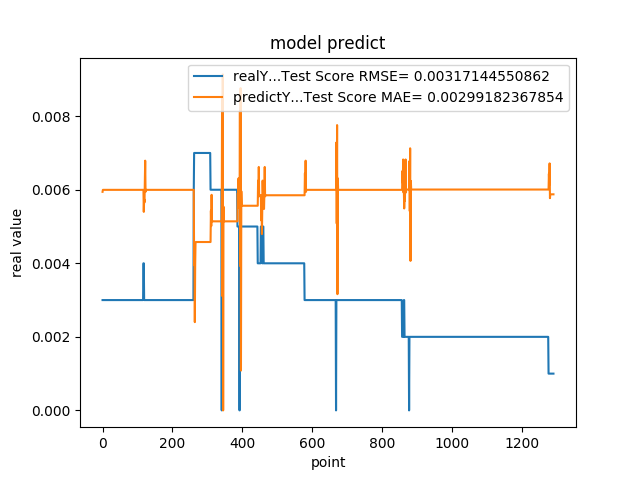 model predict
realY...Test Score RMSE= 0.00317144550862
predictY...Test Score MAE= 0.00299182367854
0.008
0.006
0.004
0.002
0.000
real value
0 200 400 600 800 1000 1200
point